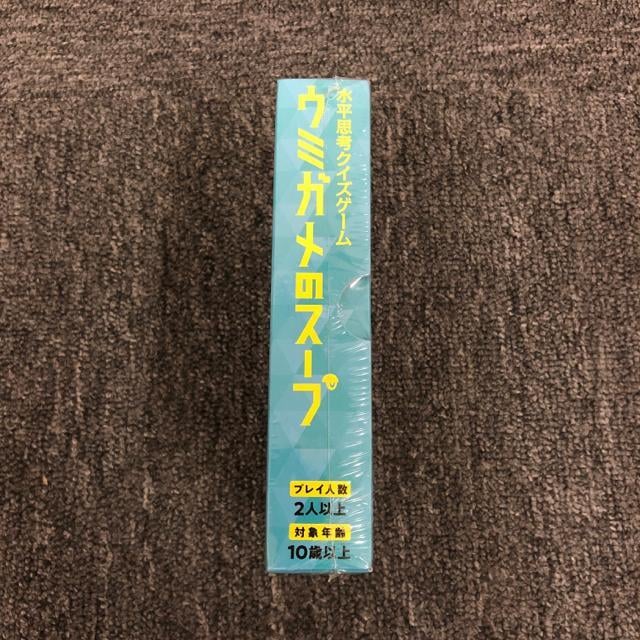 水平思考クイズゲーム
ウミガメのスープ
プレイ人数
2人以上
対象年齢
10歳以上